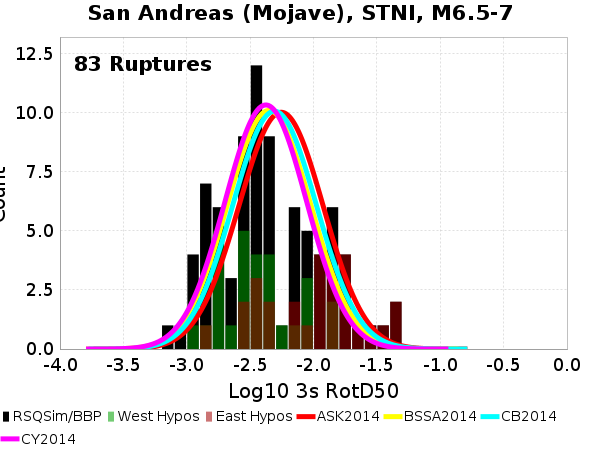 San Andreas (Mojave), STNI, M6.5-7
83 Ruptures
12.5
10.0
7.5
5.0
2.5
0.0
Count
-4.0 -3.5 -3.0 -2.5 -2.0 -1.5 -1.0 -0.5 0.0
Log10 3s RotD50
RSQSim/BBP West Hypos East Hypos ASK2014 BSSA2014 CB2014
CY2014